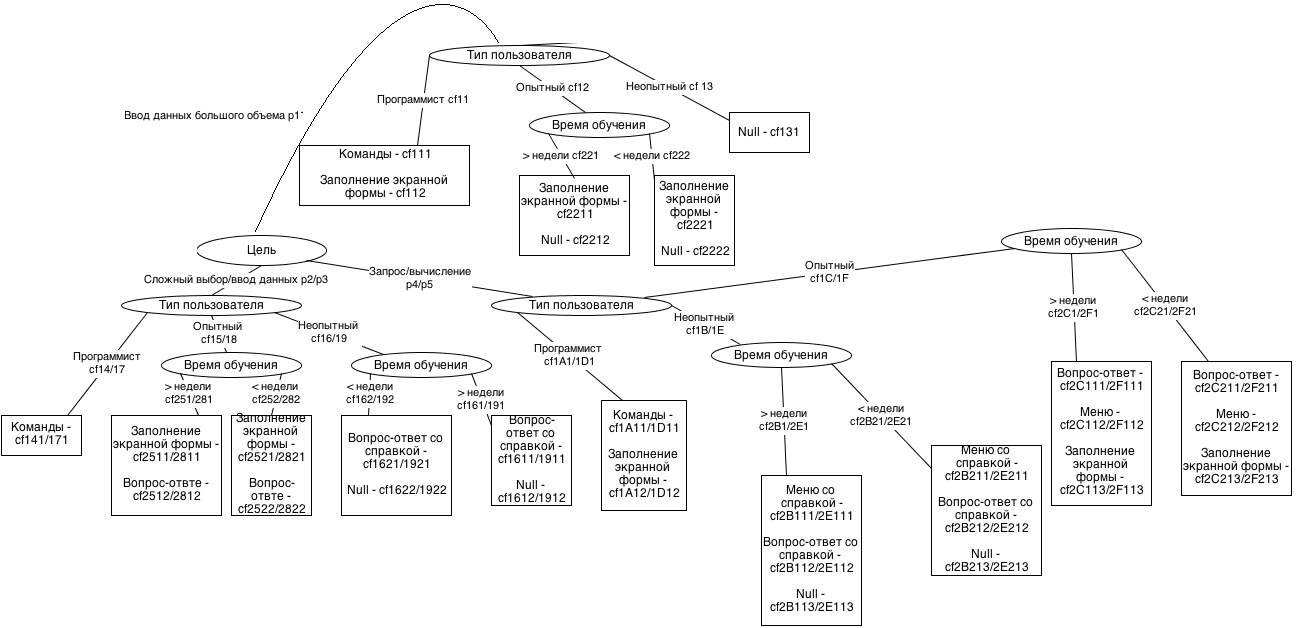 Тип пользователя
Программист cf11
Опытный cf12
Неопытный cf 13
Ввод данных большого объема p1
Время обучения
Null - cf131
Команды - cf111
Заполнение экранной
формы - cf112
> недели cf221
< недели cf222
Заполнение
экранной формы -
cf2211
Null - cf2212
Заполнение
экранной
формы -
cf2221
Null - cf2222
Цель
Сложный выбор/ввод данных p2/p3
Запрос/вычисление
p4/p5
Тип пользователя
Программист
cf14/17
Опытный
cf15/18
Неопытный
cf16/19
Время обучения
> недели
cf251/281
< недели
cf252/282
Время обучения
< недели
cf162/192
> недели
cf161/191
Команды -
cf141/171
Заполнение
экранной формы -
cf2511/2811
Вопрос-отвте -
cf2512/2812
Заполнение
экранной
формы -
cf2521/2821
Вопрос-
отвте -
cf2522/2822
Вопрос-ответ со
справкой -
cf1621/1921
Null - cf1622/1922
Вопрос-
ответ со
справкой -
cf1611/1911
Null -
cf1612/1912
Тип пользователя
Программист
cf1A1/1D1
Неопытный
cf1B/1E
Опытный
cf1C/1F
Команды -
cf1A11/1D11
Заполнение
экранной
формы -
cf1A12/1D12
Время обучения
> недели
cf2B1/2E1
< недели
cf2B21/2E21
Меню со
справкой -
cf2B111/2E111
Вопрос-ответ со
справкой -
cf2B112/2E112
Null -
cf2B113/2E113
Меню со
справкой -
cf2B211/2E211
Вопрос-ответ со
справкой -
cf2B212/2E212
Null -
cf2B213/2E213
Время обучения
> недели
cf2C1/2F1
< недели
cf2C21/2F21
Вопрос-ответ -
cf2C111/2F111
Меню -
cf2C112/2F112
Заполнение
экранной
формы -
cf2C113/2F113
Вопрос-ответ -
cf2C211/2F211
Меню -
cf2C212/2F212
Заполнение
экранной формы -
cf2C213/2F213